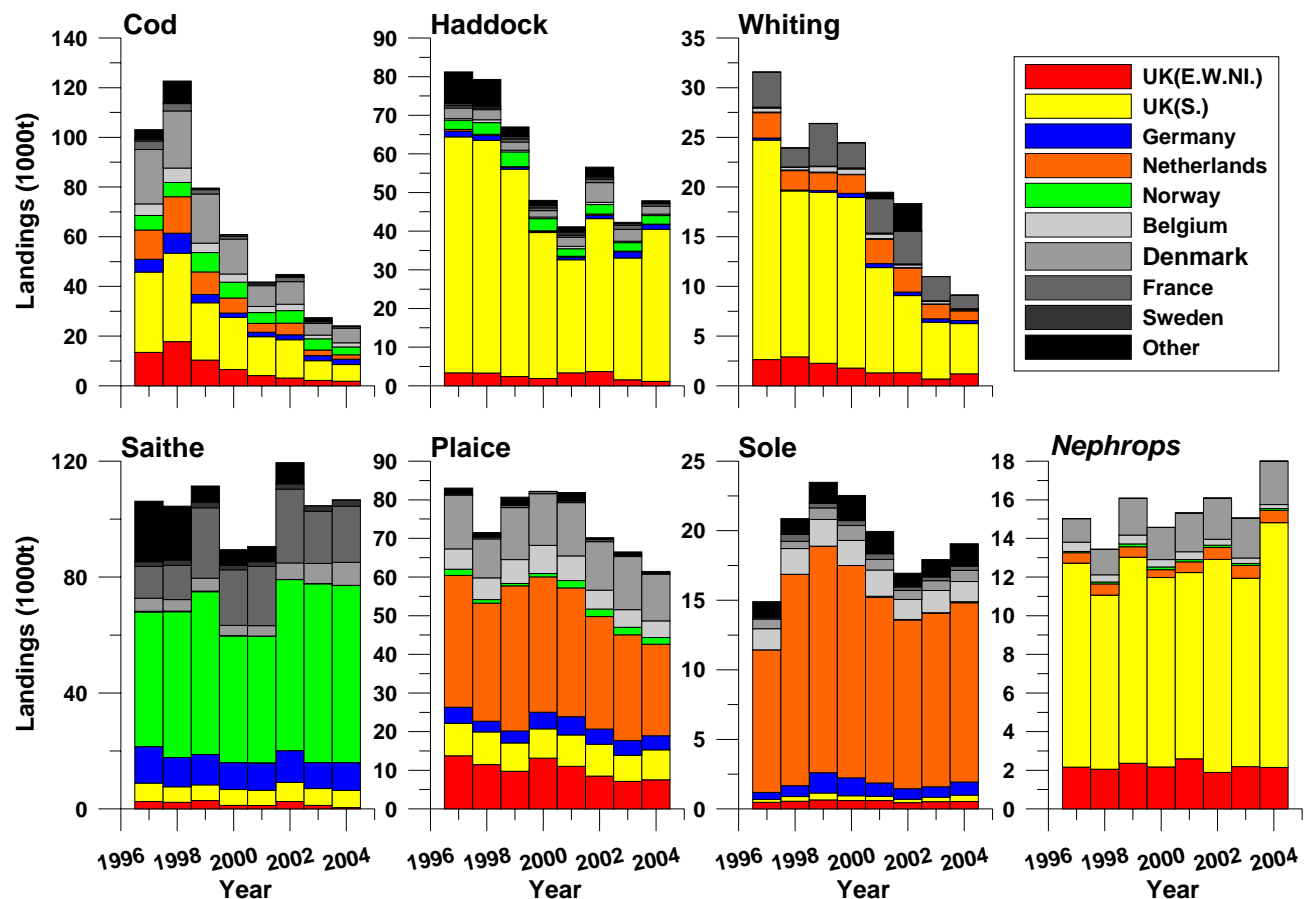 Cod
Haddock
Whiting
140
120
100
80
60
40
20
0
Landings (1000t)
90
80
70
60
50
40
30
20
10
0
35
30
25
20
15
10
5
0
UK(E.W.NI.)
UK(S.)
Germany
Netherlands
Norway
Belgium
Denmark
France
Sweden
Other
Saithe
Plaice
Sole
Nephrops
120
80
40
0
Landings (1000t)
90
80
70
60
50
40
30
20
10
0
25
20
15
10
5
0
18
16
14
12
10
8
6
4
2
0
1996 1998 2000 2002 2004
Year
1996 1998 2000 2002 2004
Year
1996 1998 2000 2002 2004
Year
1996 1998 2000 2002 2004
Year